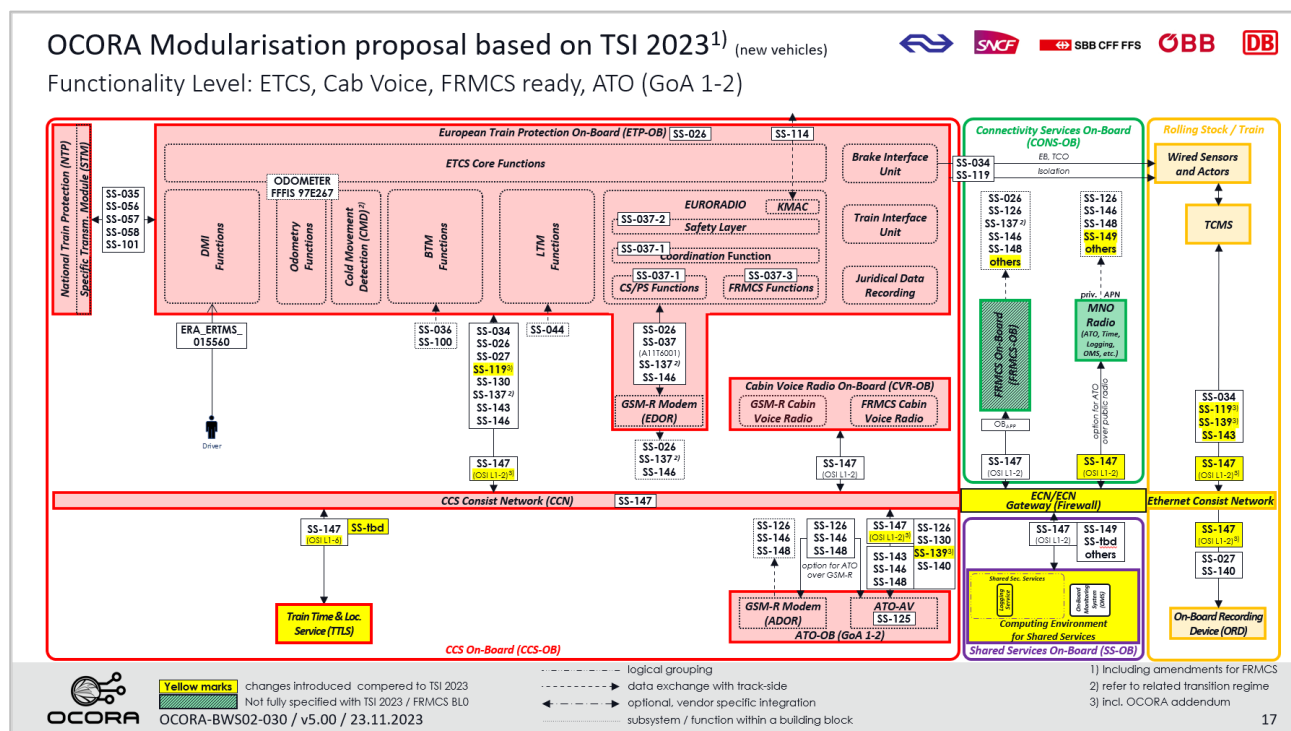 OCORA Modularisation proposal based on TSI 2023¹⁾ (new vehicles)
SNCF
SBB CFF FFS
ÖBB
DB
Functionality Level: ETCS, Cab Voice, FRMCS ready, ATO (GoA 1-2)
National Train Protection (NTP)
Specific Transm. Module (STM)
SS-035
SS-056
SS-057
SS-058
SS-101
European Train Protection On-Board (ETP-OB)
SS-026
SS-114
ETCS Core Functions
ODOMETER
FFFIS 97E267
DMI
Functions
Odometry
Functions
Cold Movement
Detection (CMD)²⁾
BTM
Functions
LTM
Functions
EURORADIO
KMAC
SS-037-2
Safety Layer
SS-037-1
Coordination Function
SS-037-1
CS/PS Functions
SS-037-3
FRMCS Functions
Brake Interface
Unit
Train Interface
Unit
Juridical Data
Recording
SS-034
SS-119
EB, TCO
Isolation
ERA_ERTMS_
015560
Driver
SS-036
SS-100
SS-034
SS-026
SS-027
SS-119³⁾
SS-130
SS-137²⁾
SS-143
SS-146
SS-147
(OSI L1-2)³⁾
SS-044
SS-026
SS-037
(A11T6001)
SS-137²⁾
SS-146
GSM-R Modem
(EDOR)
SS-026
SS-137²⁾
SS-146
Cabin Voice Radio On-Board (CVR-OB)
GSM-R Cabin
Voice Radio
FRMCS Cabin
Voice Radio
SS-147
(OSI L1-2)
Connectivity Services On-Board
(CONS-OB)
SS-026
SS-126
SS-137²⁾
SS-146
SS-148
others
SS-126
SS-146
SS-148
SS-149
others
priv. APN
FRMCS On-Board
(FRMCS-OB)
MNO
Radio
(ATO, Time,
Logging,
OMS, etc.)
option for ATO
over public radio
OB_APP
SS-147
(OSI L1-2)
SS-147
(OSI L1-2)
Rolling Stock / Train
Wired Sensors
and Actors
TCMS
SS-034
SS-119³⁾
SS-139³⁾
SS-143
SS-147
(OSI L1-2)³⁾
CCS Consist Network (CCN)
SS-147
ECN/ECN
Gateway (Firewall)
Ethernet Consist Network
SS-147
(OSI L1-6)
SS-tbd
Train Time & Loc.
Service (TTLS)
SS-126
SS-146
SS-148
SS-126
SS-146
SS-148
option for ATO
over GSM-R
SS-147
(OSI L1-2)³⁾
SS-143
SS-146
SS-148
SS-126
SS-130
SS-139³⁾
SS-140
GSM-R Modem
(ADOR)
ATO-AV
SS-125
ATO-OB (GoA 1-2)
CCS On-Board (CCS-OB)
SS-147
(OSI L1-2)
SS-149
SS-tbd
others
Shared Sec. Services
Logging
Service
On-Board
Monitoring
System
(OMS)
Computing Environment
for Shared Services
Shared Services On-Board (SS-OB)
SS-147
(OSI L1-2)³⁾
SS-027
SS-140
On-Board Recording
Device (ORD)
OCORA
Yellow marks
changes introduced compered to TSI 2023
Not fully specified with TSI 2023 / FRMCS BL0
OCORA-BWS02-030 / v5.00 / 23.11.2023
logical grouping
data exchange with track-side
optional, vendor specific integration
subsystem / function within a building block
1) Including amendments for FRMCS
2) refer to related transition regime
3) incl. OCORA addendum
17